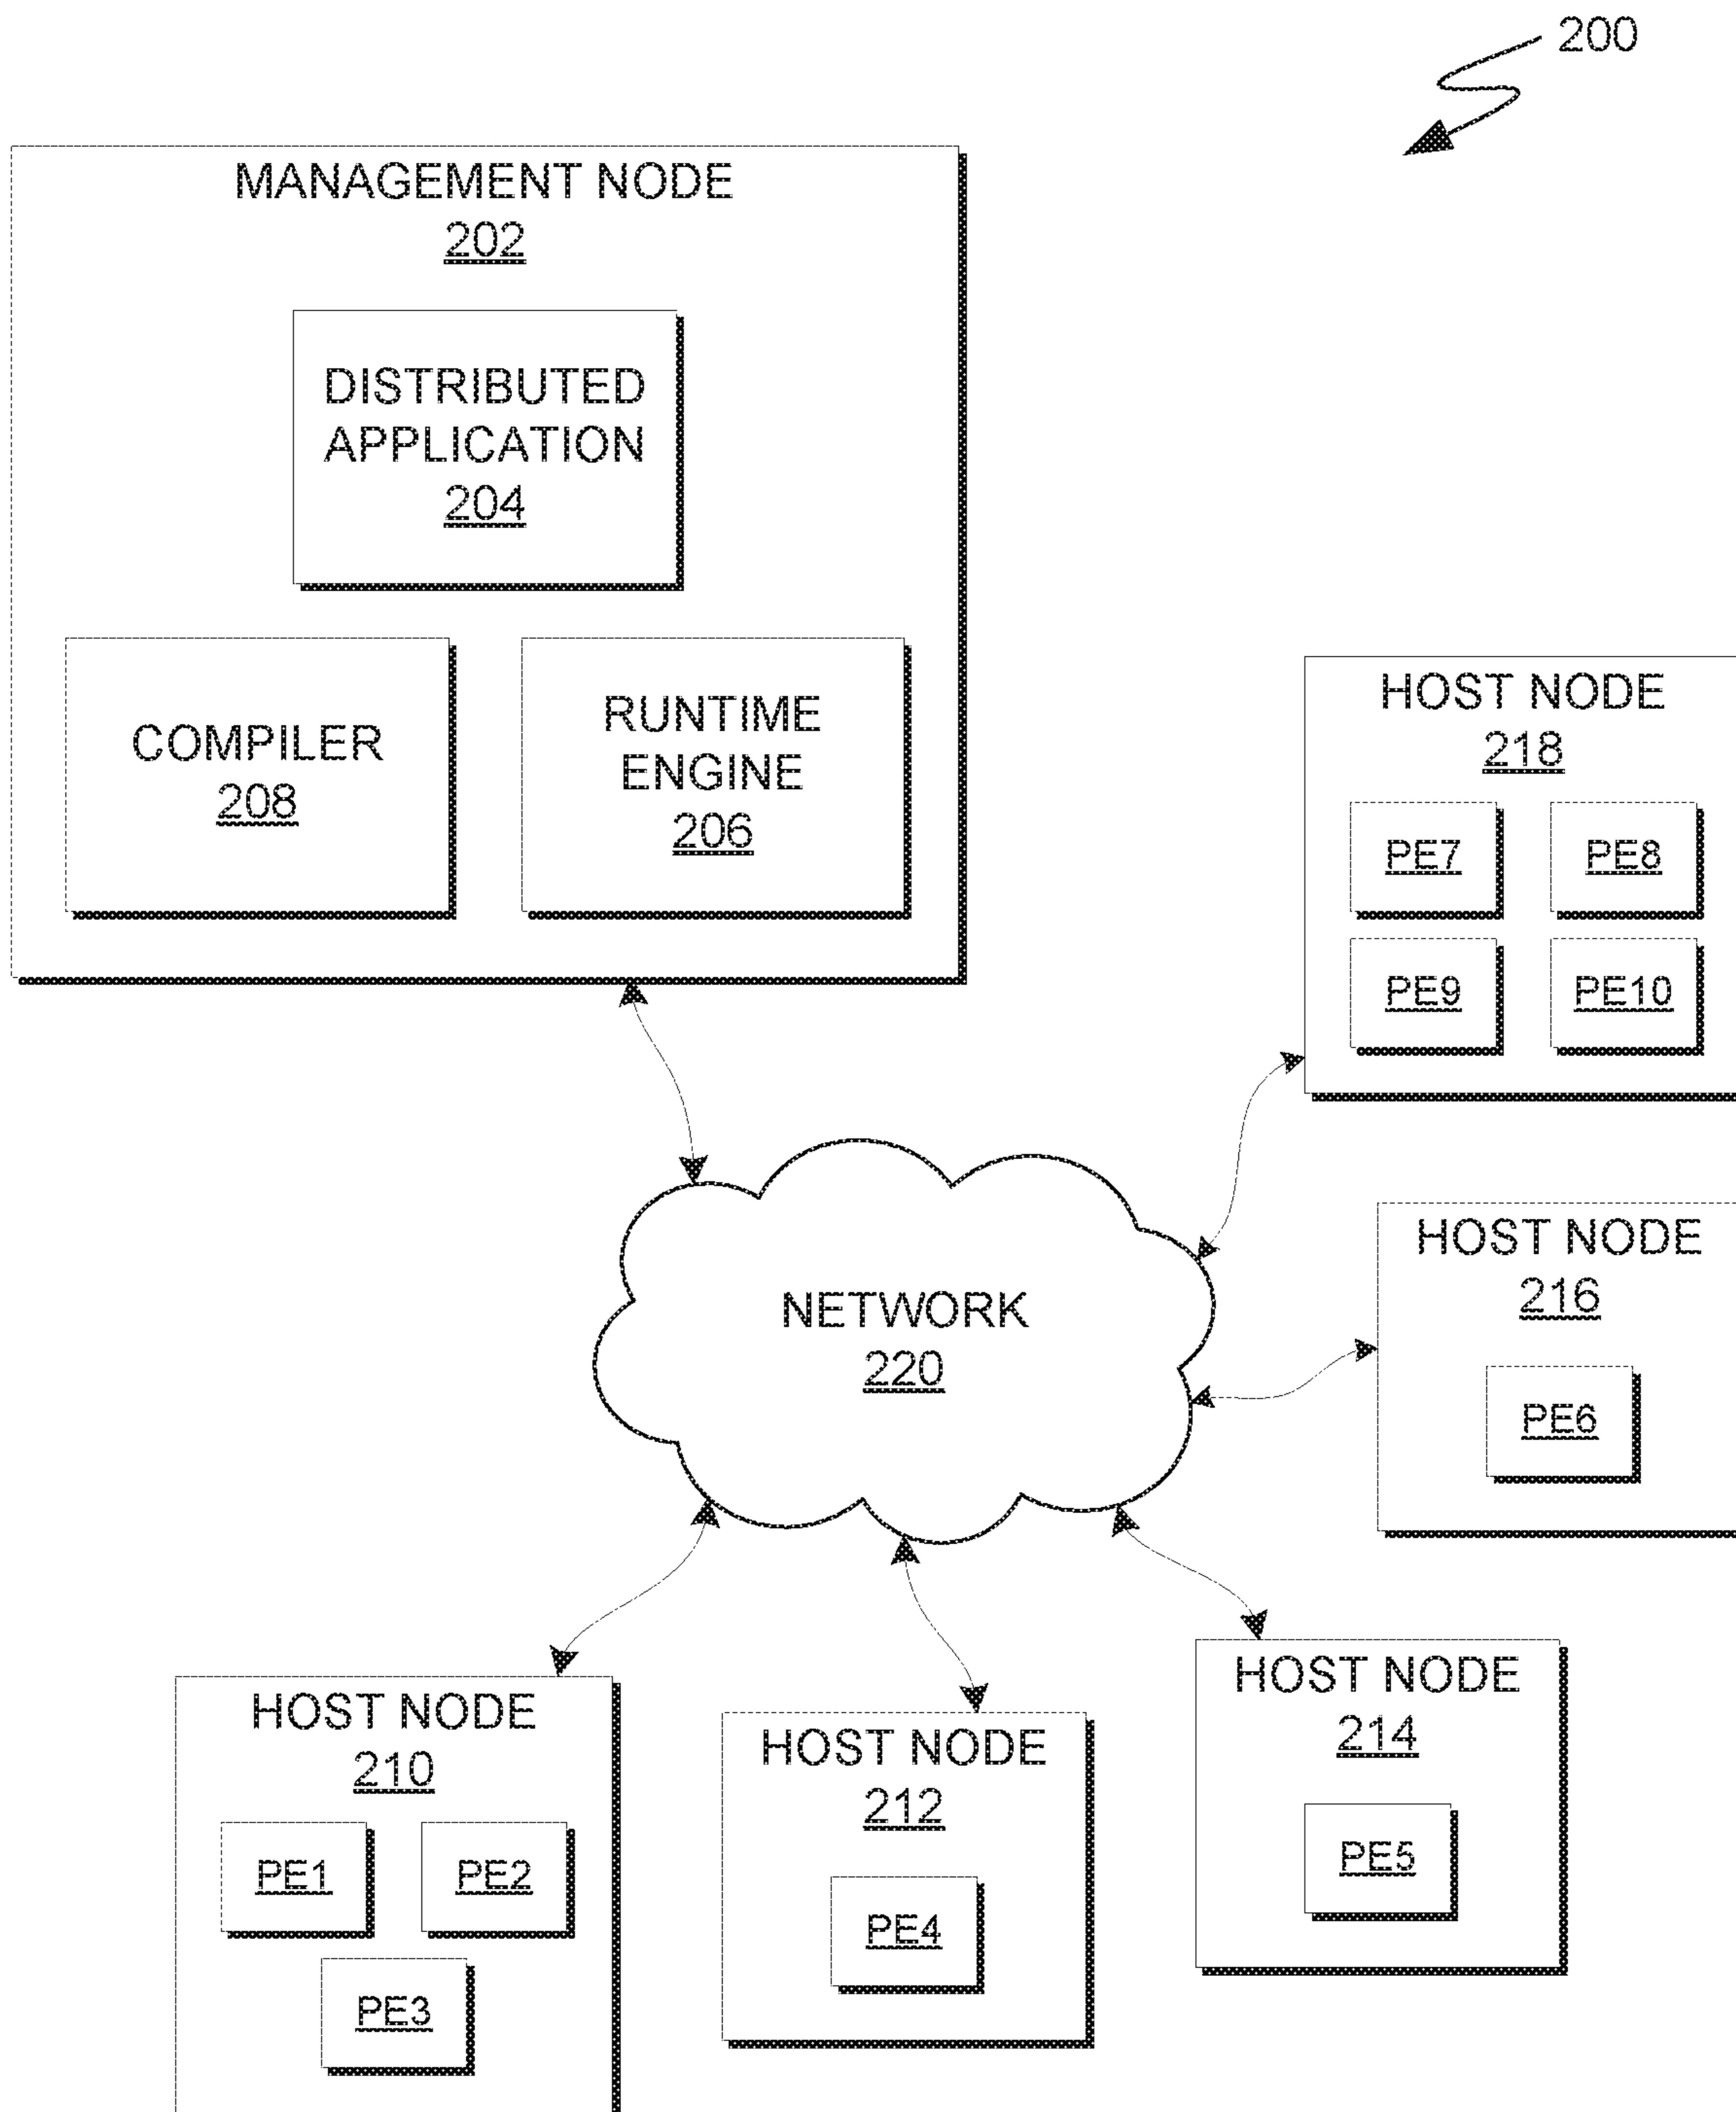 200
MANAGEMENT NODE
202
DISTRIBUTED
APPLICATION
204
COMPILER
208
RUNTIME
ENGINE
206
HOST NODE
218
PE7
PE8
PE9
PE10
NETWORK
220
HOST NODE
216
PE6
HOST NODE
210
PE1
PE2
PE3
HOST NODE
212
PE4
HOST NODE
214
PE5